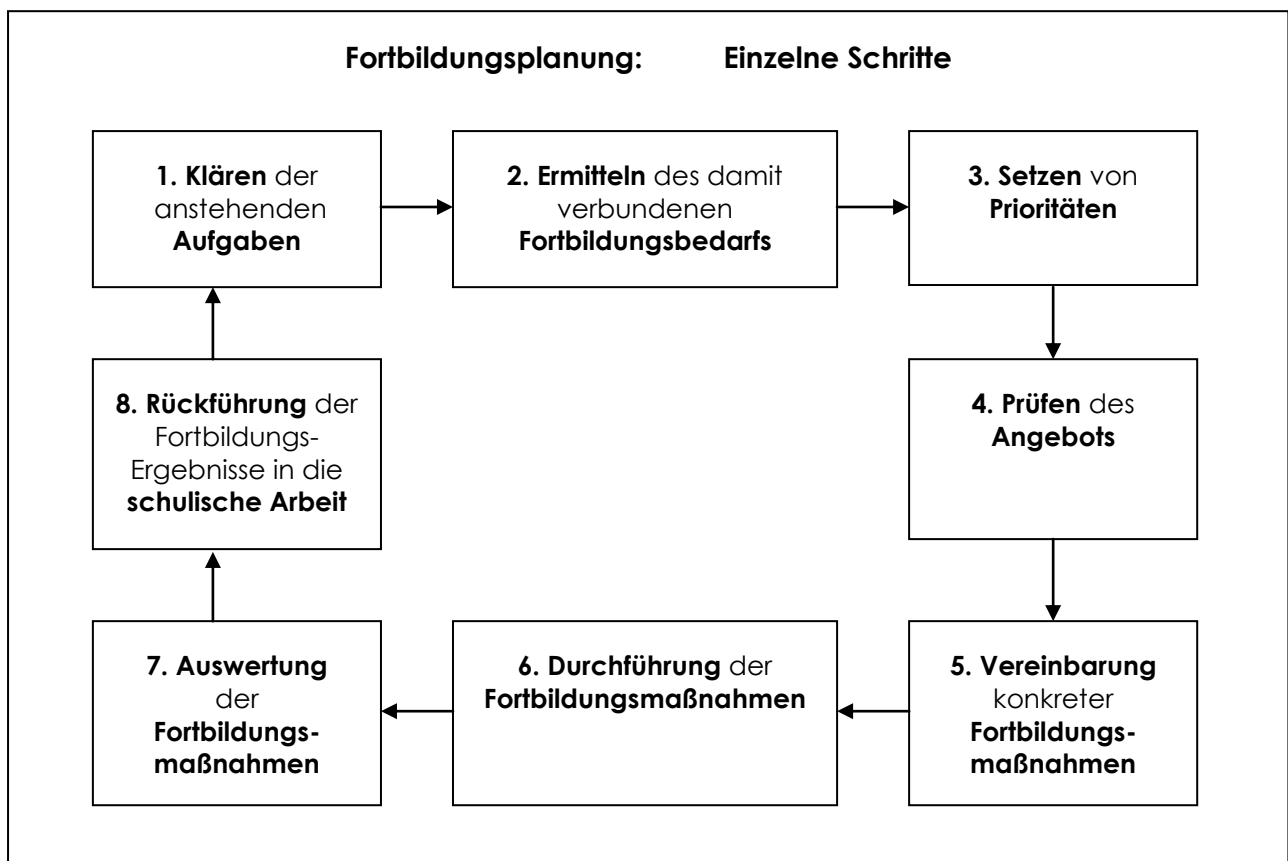 Fortbildungsplanung: Einzelne Schritte
1. Klären der
anstehenden
Aufgaben
2. Ermitteln des damit
verbundenen
Fortbildungsbedarfs
3. Setzen von
Prioritäten
4. Prüfen des
Angebots
5. Vereinbarung
konkreter
Fortbildungs-
maßnahmen
6. Durchführung der
Fortbildungsmaßnahmen
7. Auswertung
der
Fortbildungs-
maßnahmen
8. Rückführung der
Fortbildungs-
Ergebnisse in die
schulische Arbeit